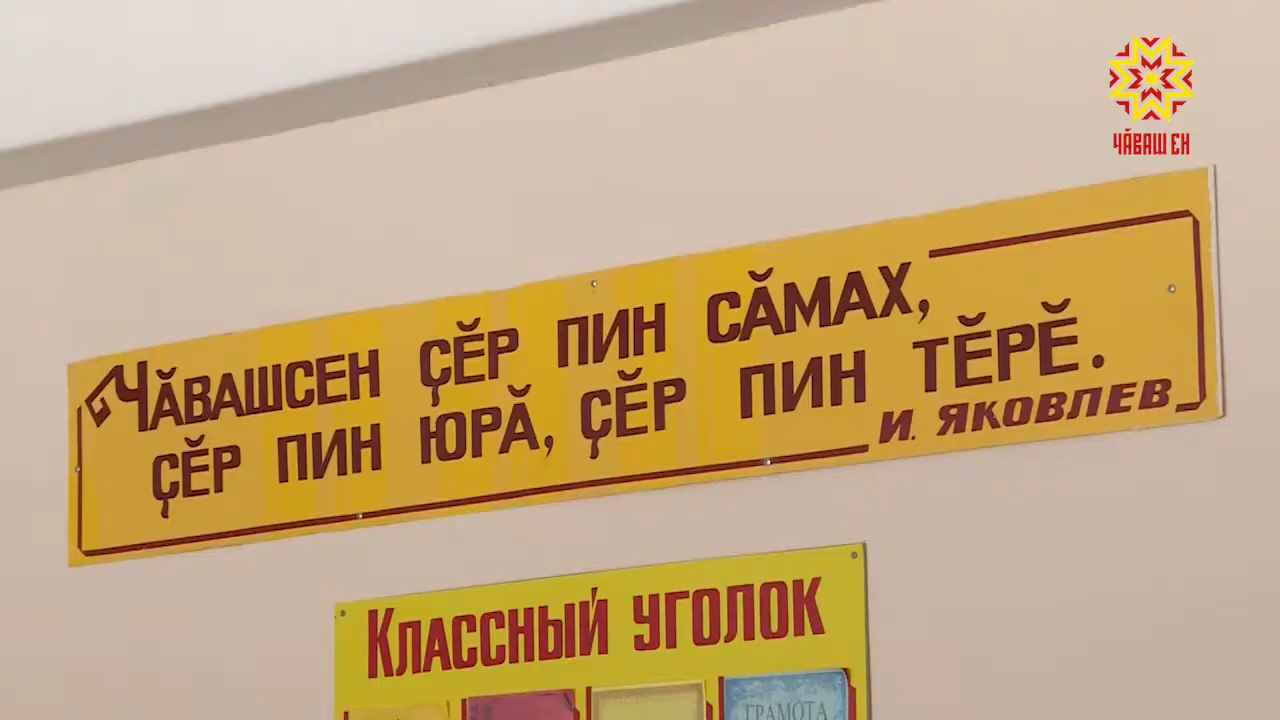 ЧӐВАШ ЕН
ЧӐВАШСЕН ҪӖР ПИН СӐМАХ,
ҪӖР ПИН ЮРӐ, ҪӖР ПИН ТӖРӖ.
И. ЯКОВЛЕВ
КЛАССНЫЙ УГОЛОК
ГРАМОТА